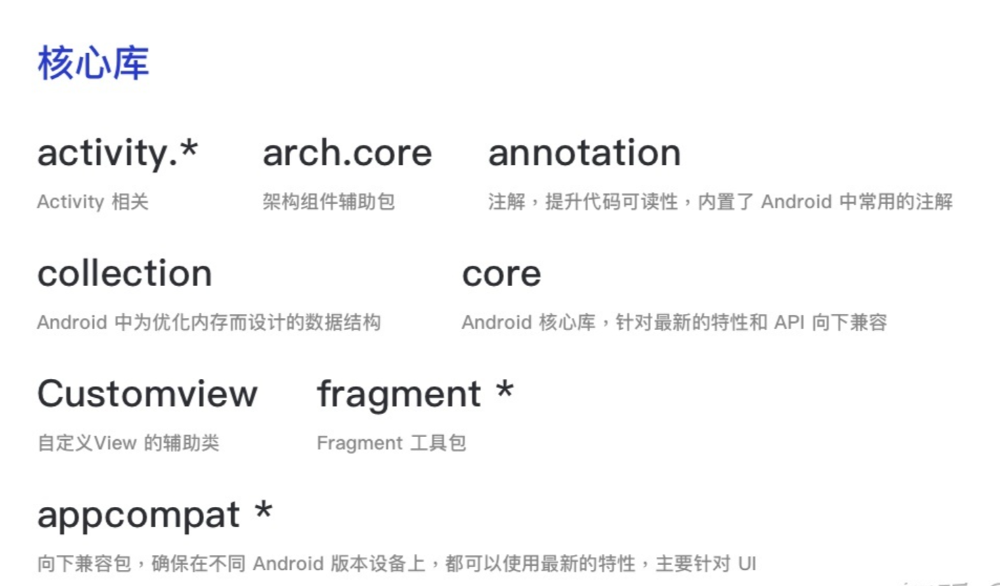 核心库
activity.* arch.core annotation
Activity 相关 架构组件辅助包 注解，提升代码可读性，内置了 Android 中常用的注解
collection core
Android 中为优化内存而设计的数据结构 Android 核心库，针对最新的特性和 API 向下兼容
Customview fragment *
自定义View 的辅助类 Fragment 工具包
appcompat *
向下兼容包，确保在不同 Android 版本设备上，都可以使用最新的特性，主要针对 UI